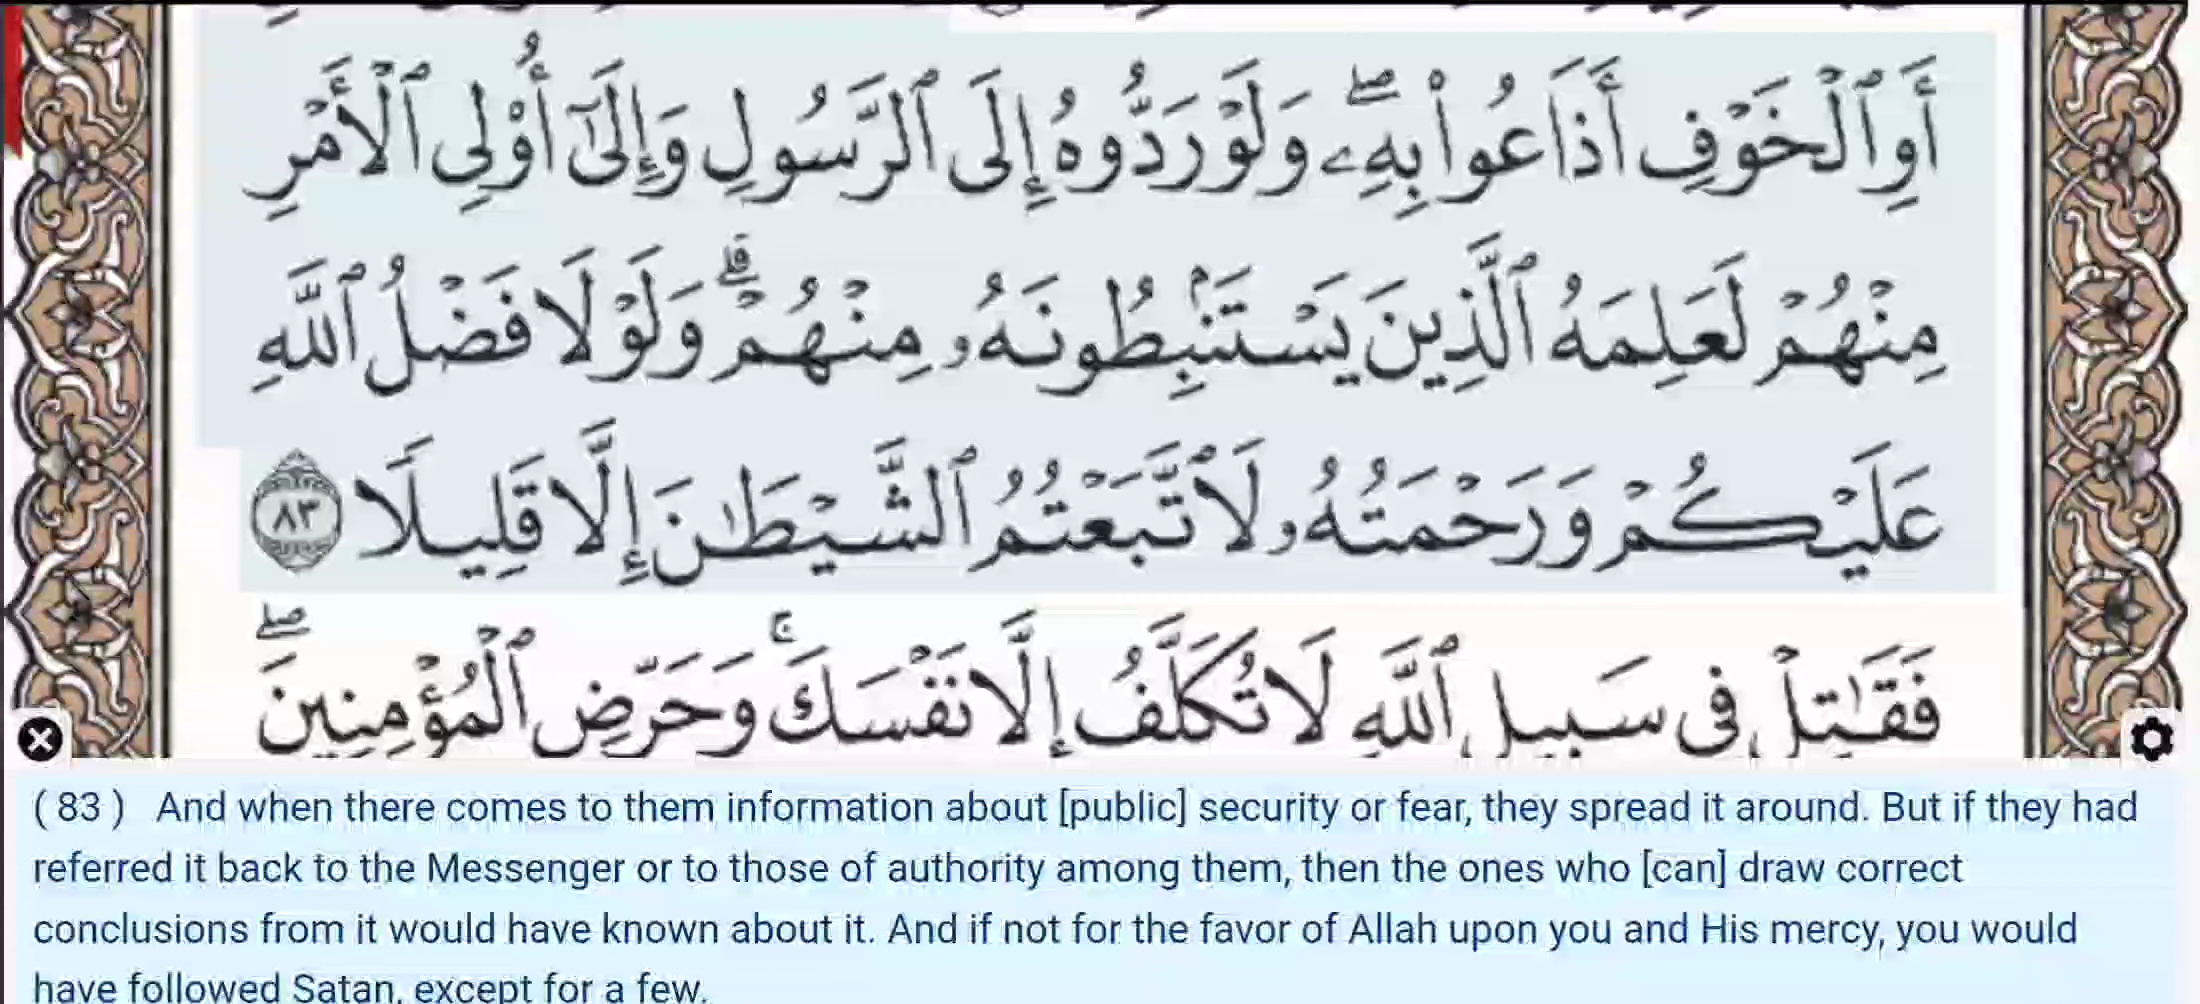 أَوِ ٱلْخَوْفِ أَذَاعُوا۟ بِهِۦ ۖ وَلَوْ رَدُّوهُ إِلَى ٱلرَّسُولِ وَإِلَىٰٓ أُو۟لِى ٱلْأَمْرِ
مِنْهُمْ لَعَلِمَهُ ٱلَّذِينَ يَسْتَنۢبِطُونَهُۥ مِنْهُمْ ۗ وَلَوْلَا فَضْلُ ٱللَّهِ
عَلَيْكُمْ وَرَحْمَتُهُۥ لَٱتَّبَعْتُمُ ٱلشَّيْطَـٰنَ إِلَّا قَلِيلًا ٨٣
فَقَـٰتِلْ فِى سَبِيلِ ٱللَّهِ لَا تُكَلَّفُ إِلَّا نَفْسَكَ ۚ وَحَرِّضِ ٱلْمُؤْمِنِينَ ۖ
( 83 ) And when there comes to them information about [public] security or fear, they spread it around. But if they had
referred it back to the Messenger or to those of authority among them, then the ones who [can] draw correct
conclusions from it would have known about it. And if not for the favor of Allah upon you and His mercy, you would
have followed Satan, except for a few.